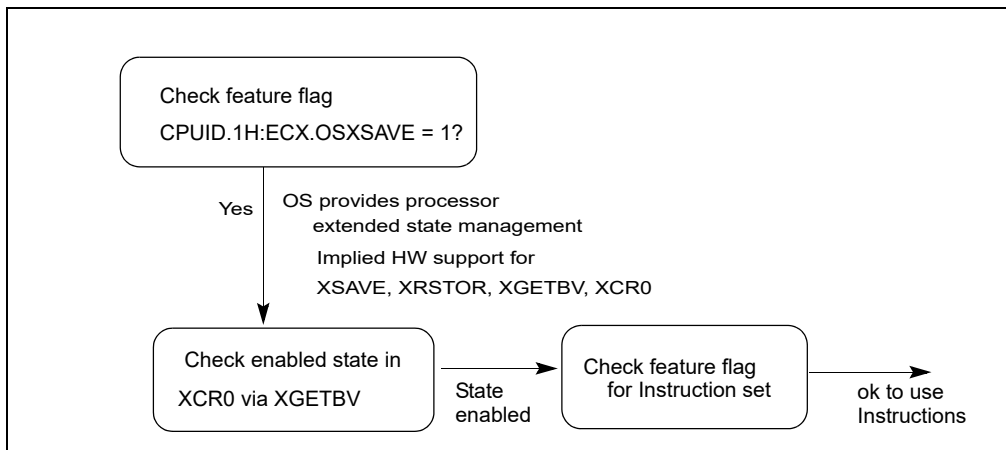 Check feature flag
CPUID.1H:ECX.OSXSAVE = 1?
Yes
OS provides processor
extended state management
Implied HW support for
XSAVE, XRSTOR, XGETBV, XCR0
Check enabled state in
XCR0 via XGETBV
State
enabled
Check feature flag
for Instruction set
ok to use
Instructions